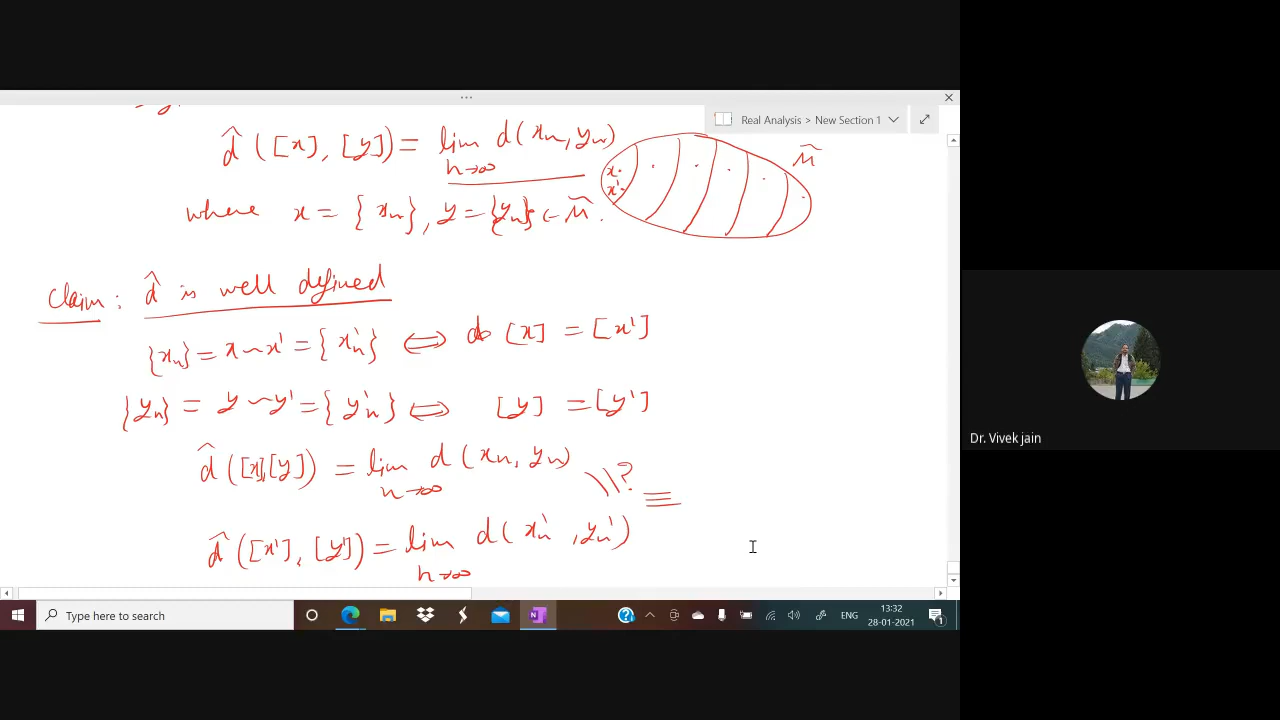 Real Analysis > New Section 1
d̂ ([x], [y]) = lim n→∞ d(xn, yn)
M̃
x
x'
where x = {xn}, y = {yn} ∈ M̃.
Claim: d̂ is well defined
{xn} = x ~ x' = {x'n} ⟺ [x] = [x']
{yn} = y ~ y' = {y'n} ⟺ [y] = [y']
d̂ ([x],[y]) = lim n→∞ d(xn, yn)
?
d̂ ([x'], [y']) = lim n→∞ d(x'n, y'n)
Dr. Vivek jain
Type here to search
ENG
13:32
28-01-2021
1